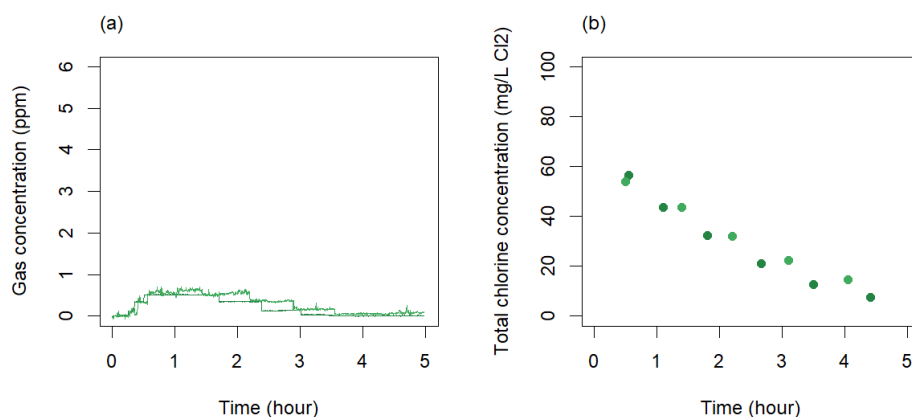 (a)
Gas concentration (ppm)
6
5
4
3
2
1
0
0 1 2 3 4 5
Time (hour)
(b)
Total chlorine concentration (mg/L Cl2)
100
80
60
40
20
0
0 1 2 3 4 5
Time (hour)